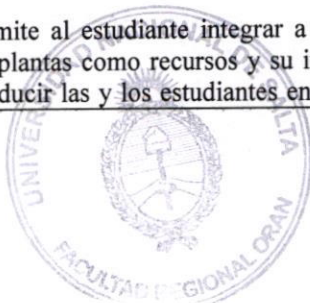 mite al estudiante integrar a
plantas como recursos y su i
ducir las y los estudiantes en
UNIVERSIDAD NACIONAL DE SALTA
FACULTAD REGIONAL ORAN